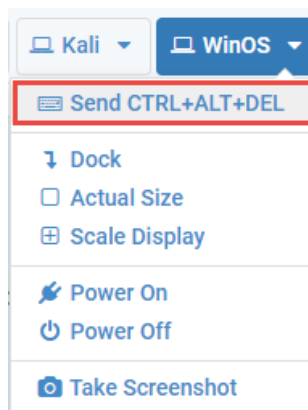 Kali WinOS
Send CTRL+ALT+DEL
Dock
Actual Size
Scale Display
Power On
Power Off
Take Screenshot